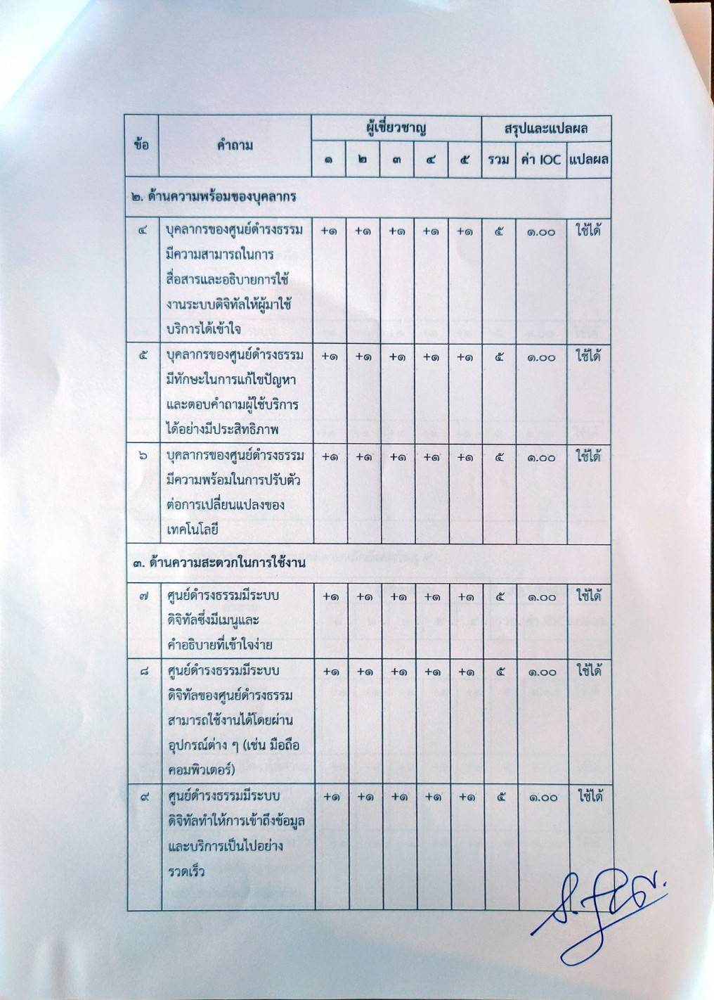 ข้อ คำถาม ผู้เชี่ยวชาญ สรุปและแปลผล
๑ ๒ ๓ ๔ ๕ รวม ค่า IOC แปลผล
๒. ด้านความพร้อมของบุคลากร
๔ บุคลากรของศูนย์ดำรงธรรม +๑ +๑ +๑ +๑ +๑ ๕ ๑.๐๐ ใช้ได้
มีความสามารถในการ
สื่อสารและอธิบายการใช้
งานระบบดิจิทัลให้ผู้มาใช้
บริการได้เข้าใจ
๕ บุคลากรของศูนย์ดำรงธรรม +๑ +๑ +๑ +๑ +๑ ๕ ๑.๐๐ ใช้ได้
มีทักษะในการแก้ไขปัญหา
และตอบคำถามผู้ใช้บริการ
ได้อย่างมีประสิทธิภาพ
๖ บุคลากรของศูนย์ดำรงธรรม +๑ +๑ +๑ +๑ +๑ ๕ ๑.๐๐ ใช้ได้
มีความพร้อมในการปรับตัว
ต่อการเปลี่ยนแปลงของ
เทคโนโลยี
๓. ด้านความสะดวกในการใช้งาน
๗ ศูนย์ดำรงธรรมมีระบบ +๑ +๑ +๑ +๑ +๑ ๕ ๑.๐๐ ใช้ได้
ดิจิทัลซึ่งมีเมนูและ
คำอธิบายที่เข้าใจง่าย
๘ ศูนย์ดำรงธรรมมีระบบ +๑ +๑ +๑ +๑ +๑ ๕ ๑.๐๐ ใช้ได้
ดิจิทัลของศูนย์ดำรงธรรม
สามารถใช้งานได้โดยผ่าน
อุปกรณ์ต่าง ๆ (เช่น มือถือ
คอมพิวเตอร์)
๙ ศูนย์ดำรงธรรมมีระบบ +๑ +๑ +๑ +๑ +๑ ๕ ๑.๐๐ ใช้ได้
ดิจิทัลทำให้การเข้าถึงข้อมูล
และบริการเป็นไปอย่าง
รวดเร็ว